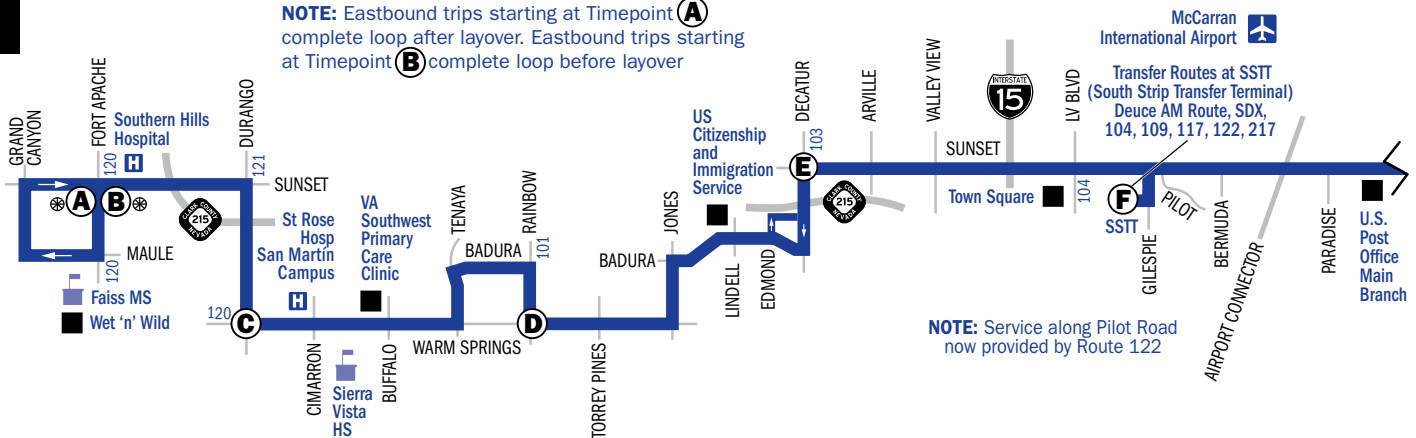 NOTE: Eastbound trips starting at Timepoint A
complete loop after layover. Eastbound trips starting
at Timepoint B complete loop before layover
McCarran
International Airport
Transfer Routes at SSTT
(South Strip Transfer Terminal)
Deuce AM Route, SDX,
104, 109, 117, 122, 217
GRAND
CANYON
FORT APACHE
120
Southern Hills
Hospital
H
DURANGO
121
SUNSET
A
B
CLARK COUNTY
215
NEVADA
MAULE
120
Faiss MS
Wet 'n' Wild
120
C
St Rose
Hosp
San Martín
Campus
H
VA
Southwest
Primary
Care
Clinic
CIMARRON
Sierra
Vista
HS
BUFFALO
WARM SPRINGS
TENAYA
BADURA
RAINBOW
101
D
TORREY PINES
JONES
BADURA
US
Citizenship
and
Immigration
Service
LINDELL
EDMOND
DECATUR
103
E
CLARK COUNTY
215
NEVADA
ARVILLE
VALLEY VIEW
SUNSET
INTERSTATE
15
LV BLVD
104
Town Square
F
SSTT
PILOT
GILESPIE
BERMUDA
AIRPORT CONNECTOR
PARADISE
U.S.
Post
Office
Main
Branch
NOTE: Service along Pilot Road
now provided by Route 122